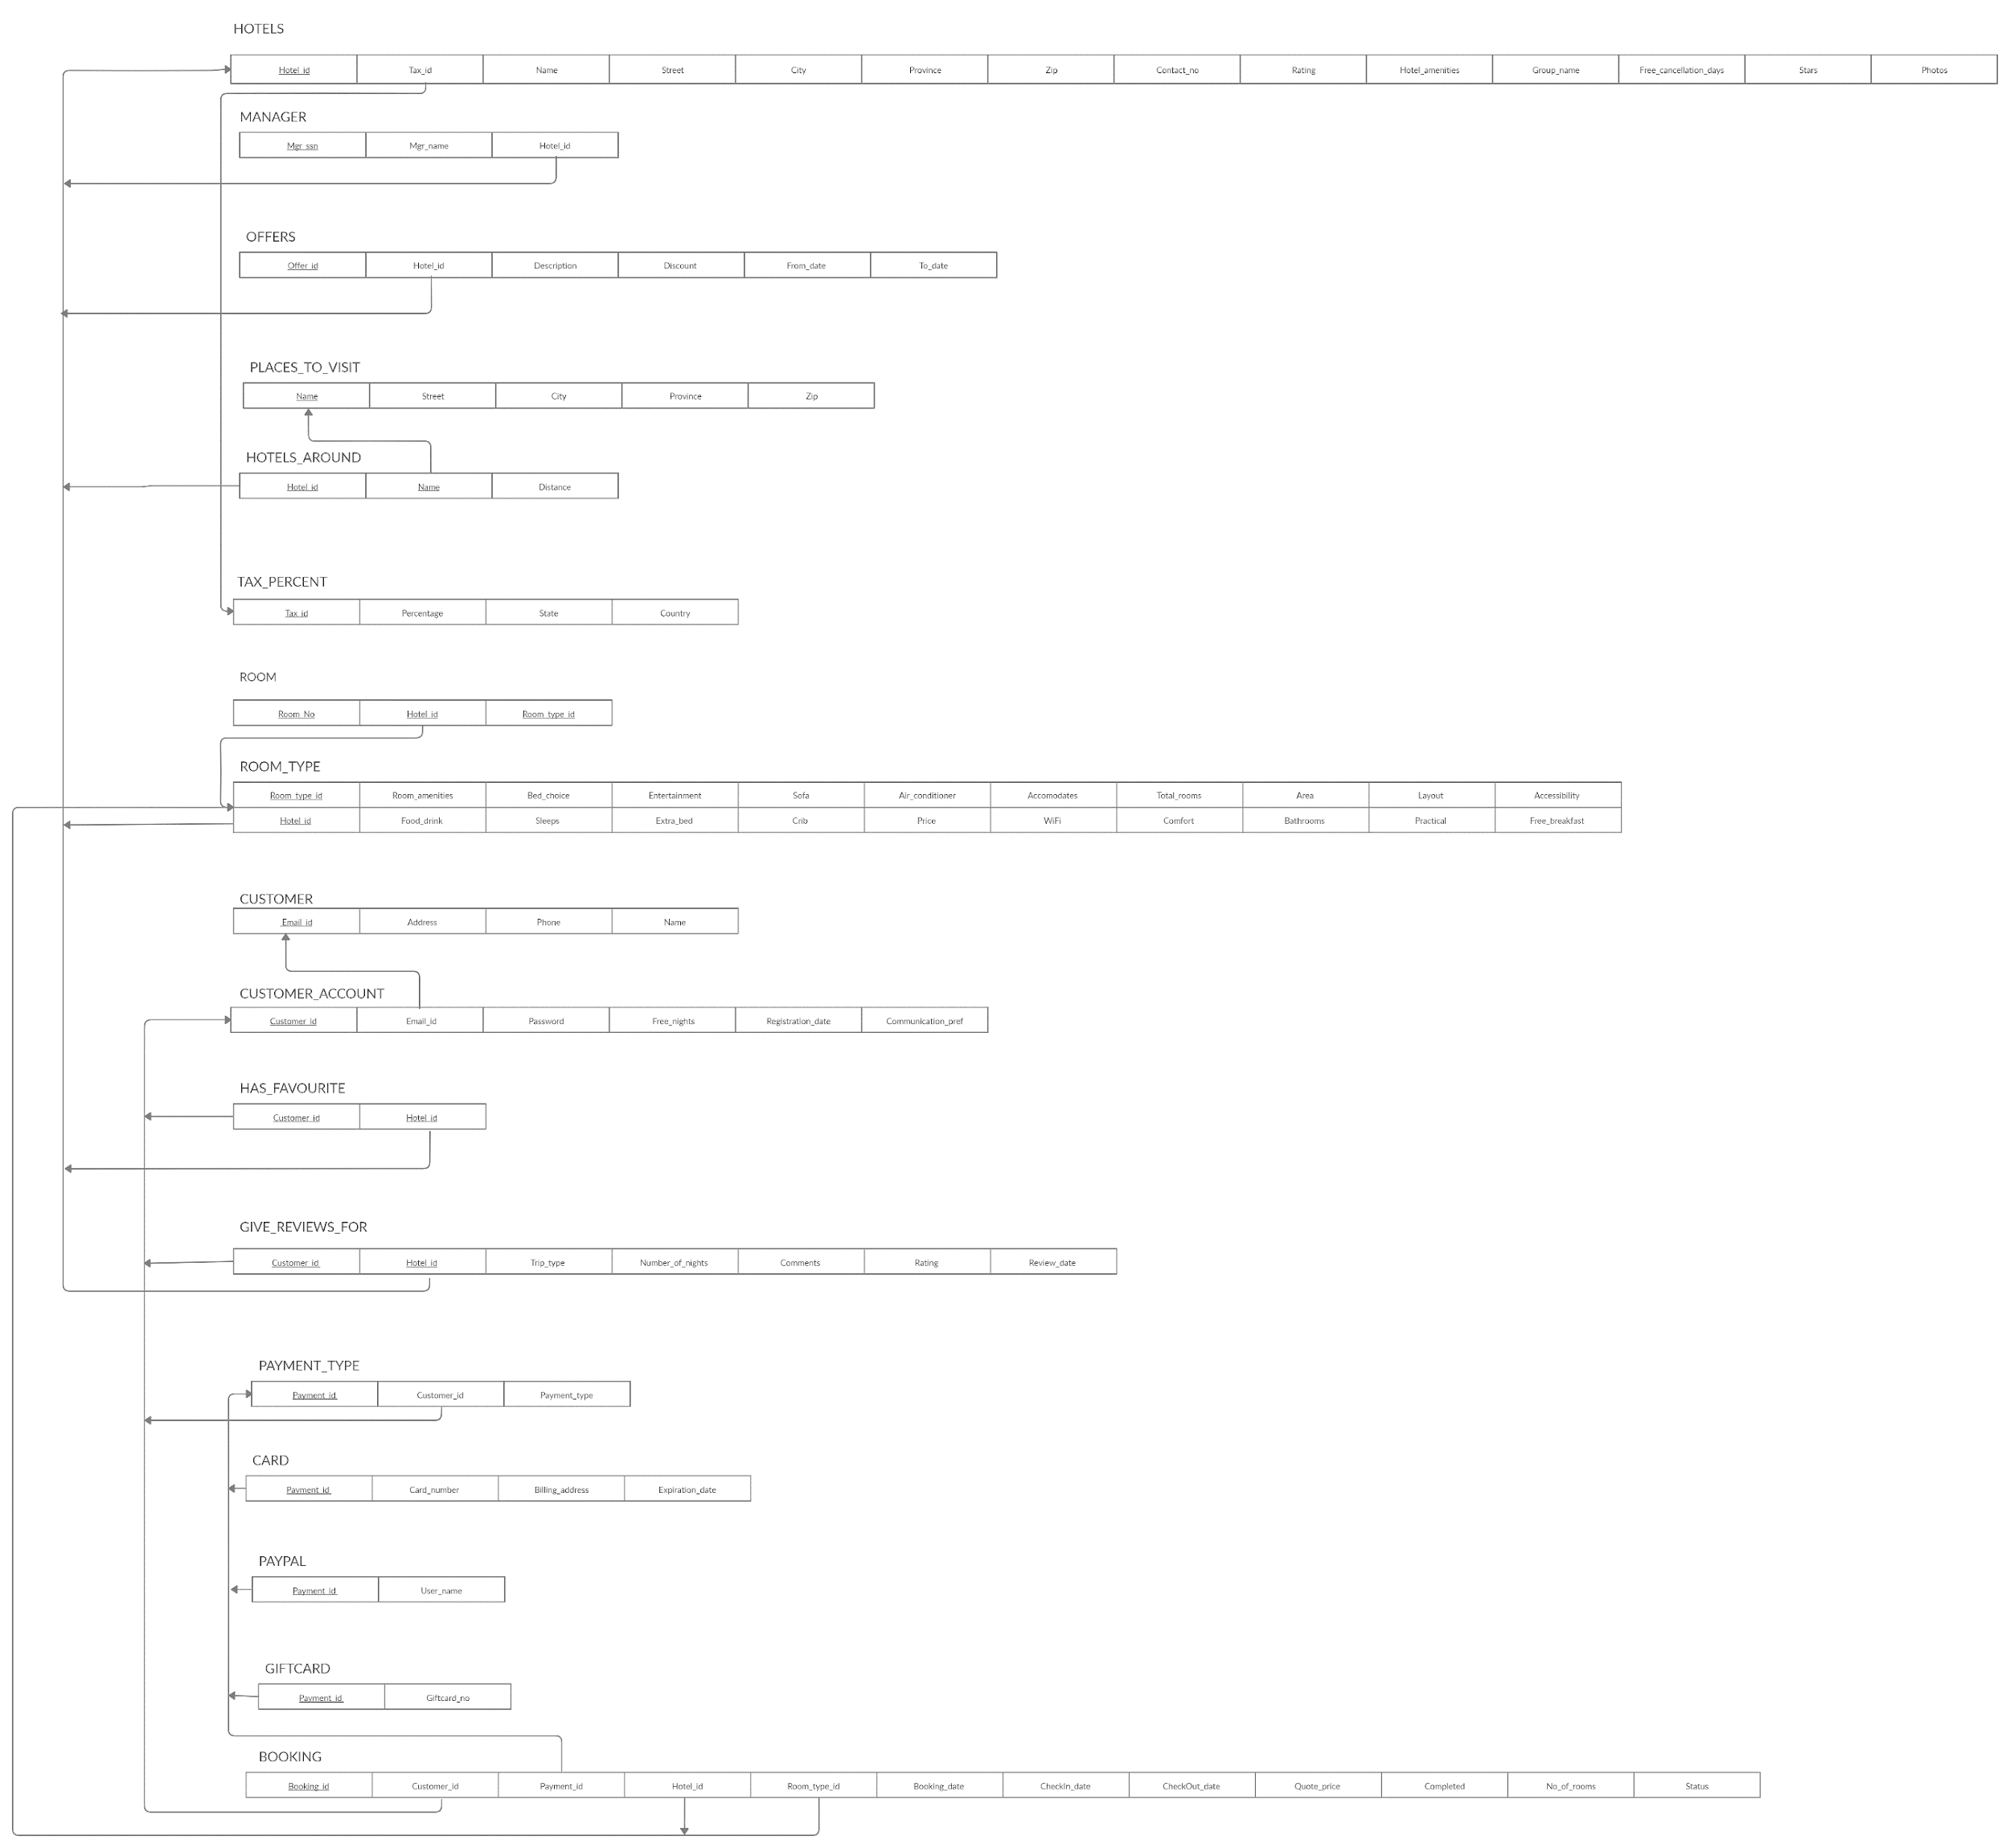 HOTELS
Hotel_id Tax_id Name Street City Province Zip Contact_no Rating Hotel_amenities Group_name Free_cancellation_days Stars Photos
MANAGER
Mgr_ssn Mgr_name Hotel_id
OFFERS
Offer_id Hotel_id Description Discount From_date To_date
PLACES_TO_VISIT
Name Street City Province Zip
HOTELS_AROUND
Hotel_id Name Distance
TAX_PERCENT
Tax_id Percentage State Country
ROOM
Room_No Hotel_id Room_type_id
ROOM_TYPE
Room_type_id Room_amenities Bed_choice Entertainment Sofa Air_conditioner Accomodates Total_rooms Area Layout Accessibility
Hotel_id Food_drink Sleeps Extra_bed Crib Price WiFi Comfort Bathrooms Practical Free_breakfast
CUSTOMER
Email_id Address Phone Name
CUSTOMER_ACCOUNT
Customer_id Email_id Password Free_nights Registration_date Communication_pref
HAS_FAVOURITE
Customer_id Hotel_id
GIVE_REVIEWS_FOR
Customer_id Hotel_id Trip_type Number_of_nights Comments Rating Review_date
PAYMENT_TYPE
Payment_id Customer_id Payment_type
CARD
Payment_id Card_number Billing_address Expiration_date
PAYPAL
Payment_id User_name
GIFTCARD
Payment_id Giftcard_no
BOOKING
Booking_id Customer_id Payment_id Hotel_id Room_type_id Booking_date CheckIn_date CheckOut_date Quote_price Completed No_of_rooms Status